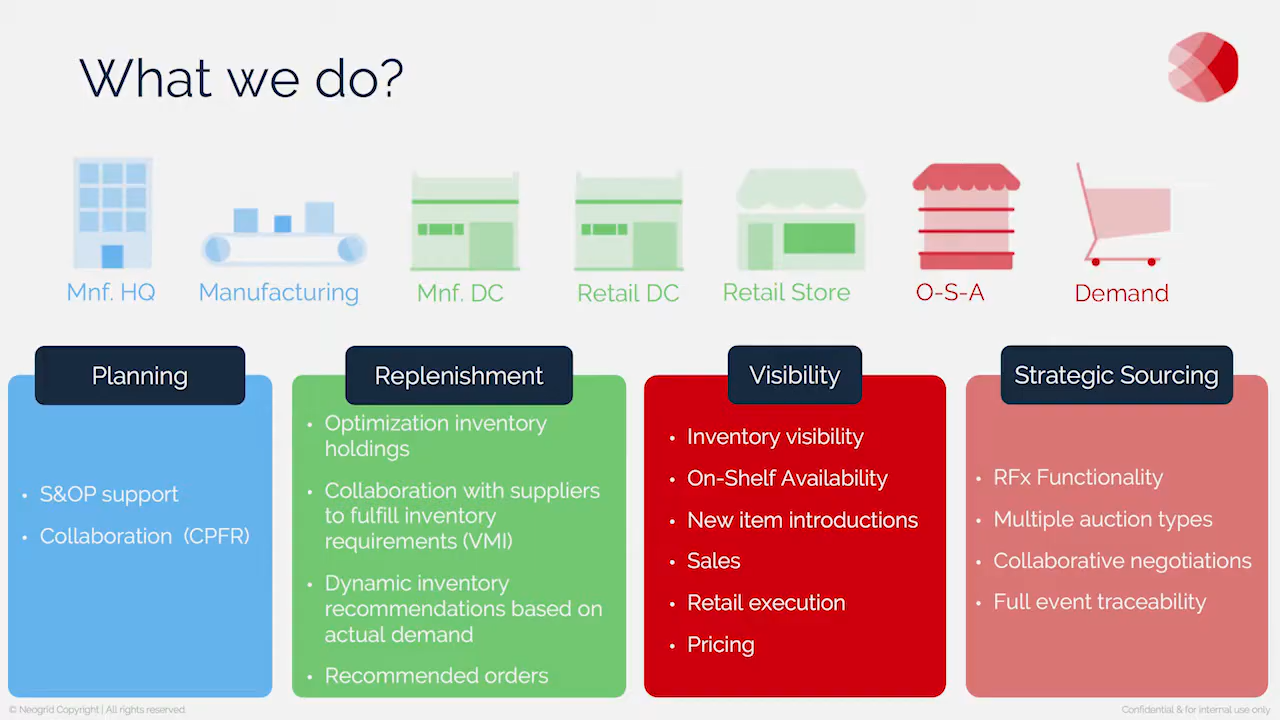 What we do?
Mnf. HQ
Manufacturing
Mnf. DC
Retail DC
Retail Store
O-S-A
Demand
Planning
• S&OP support
• Collaboration (CPFR)
Replenishment
• Optimization inventory
holdings
• Collaboration with suppliers
to fulfill inventory
requirements (VMI)
• Dynamic inventory
recommendations based on
actual demand
• Recommended orders
Visibility
• Inventory visibility
• On-Shelf Availability
• New item introductions
• Sales
• Retail execution
• Pricing
Strategic Sourcing
• RFx Functionality
• Multiple auction types
• Collaborative negotiations
• Full event traceability
© Neogrid Copyright | All rights reserved.
Confidential & for internal use only